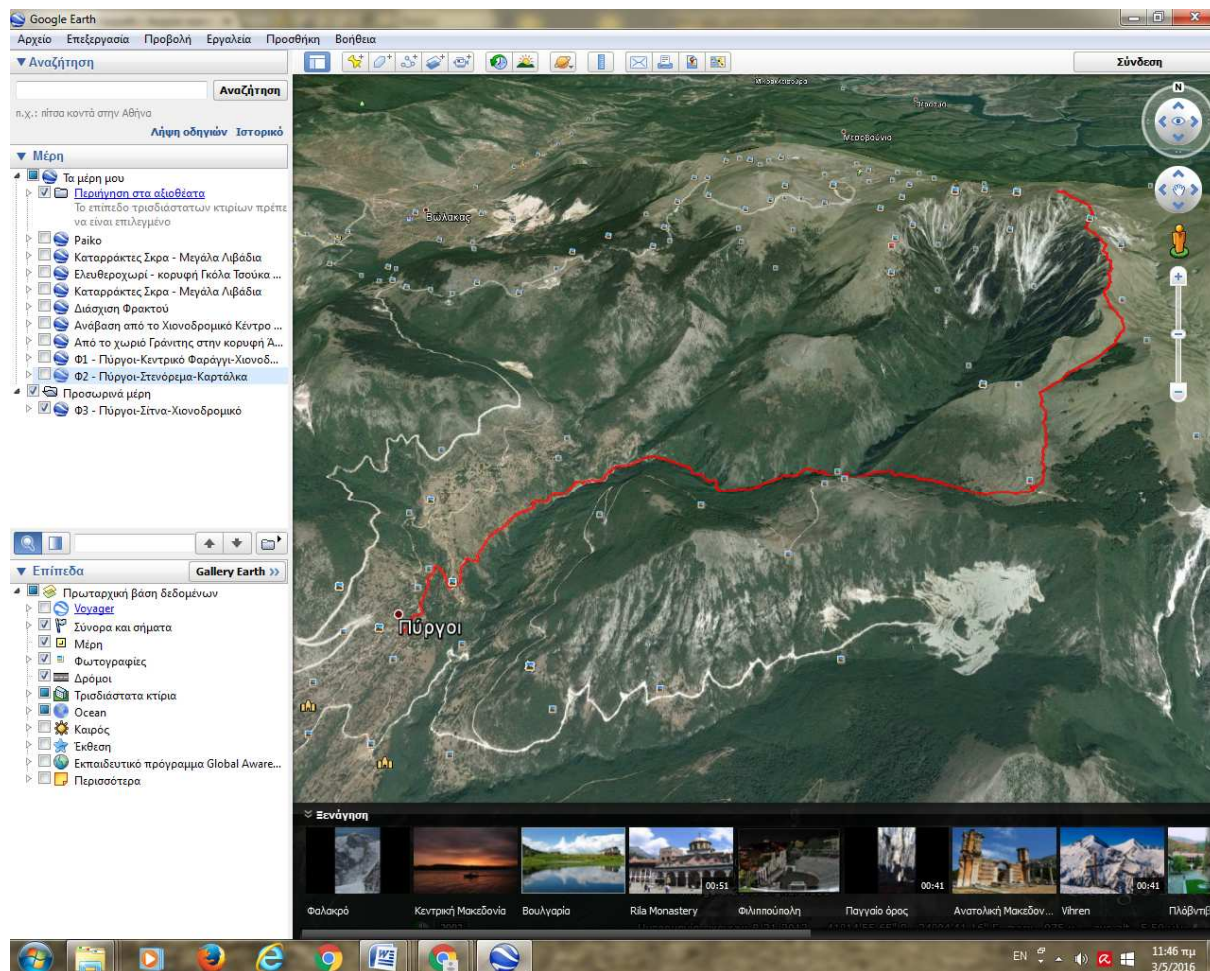 Google Earth
Αρχείο Επεξεργασία Προβολή Εργαλεία Προσθήκη Βοήθεια
Αναζήτηση
Σύνδεση
Αναζήτηση
π.χ.: πίτσα κοντά στην Αθήνα
Λήψη οδηγιών Ιστορικό
Μέρη
Τα μέρη μου
Περιήγηση στα αξιοθέατα
Το επίπεδο τρισδιάστατων κτιρίων πρέπε
να είναι επιλεγμένο
Paiko
Καταρράκτες Σκρα - Μεγάλα Λιβάδια
Ελευθεροχωρί - κορυφή Γκόλα Τσούκα ...
Καταρράκτες Σκρα - Μεγάλα Λιβάδια
Διάσχιση Φρακτού
Ανάβαση από το Χιονοδρομικό Κέντρο ...
Από το χωριό Γράνιτης στην κορυφή Ά...
Φ1 - Πύργοι-Κεντρικό Φαράγγι-Χιονοδ...
Φ2 - Πύργοι-Στενόρεμα-Καρτάλκα
Προσωρινά μέρη
Φ3 - Πύργοι-Σίτνα-Χιονοδρομικό
Επίπεδα
Gallery Earth >>
Πρωταρχική βάση δεδομένων
Voyager
Σύνορα και σήματα
Μέρη
Φωτογραφίες
Δρόμοι
Τρισδιάστατα κτίρια
Ocean
Καιρός
Έκθεση
Εκπαιδευτικό πρόγραμμα Global Aware...
Περισσότερα
N
Μεσοβούνια
Βώλακας
Πύργοι
Ξενάγηση
00:51
00:41
00:41
Φαλακρό
Κεντρική Μακεδονία
Βουλγαρία
Rila Monastery
Φιλιππούπολη
Παγγαίο όρος
Ανατολική Μακεδον...
Vihren
Πλόβντιβ
EN
11:46 πμ
3/5/2016